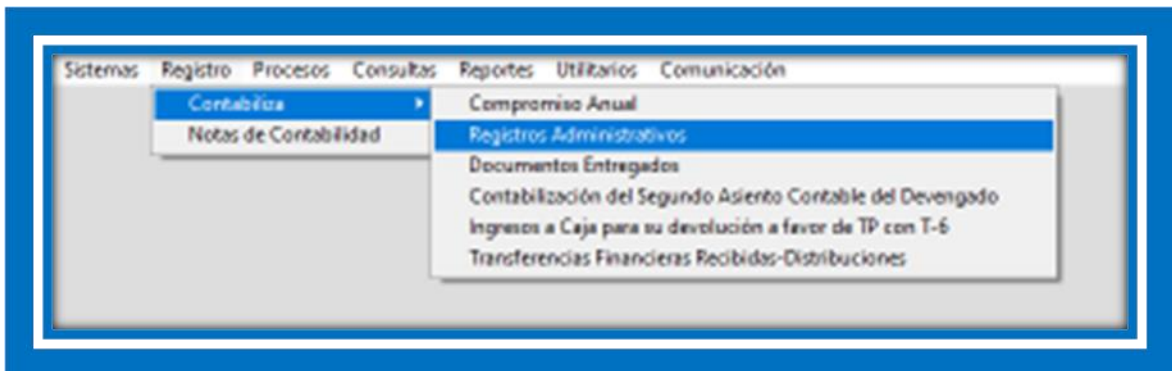 Sistemas Registro Procesos Consultas Reportes Utilitarios Comunicación
Contabiliza
Notas de Contabilidad
Compromiso Anual
Registros Administrativos
Documentos Entregados
Contabilización del Segundo Asiento Contable del Devengado
Ingresos a Caja para su devolución a favor de TP con T-6
Transferencias Financieras Recibidas-Distribuciones